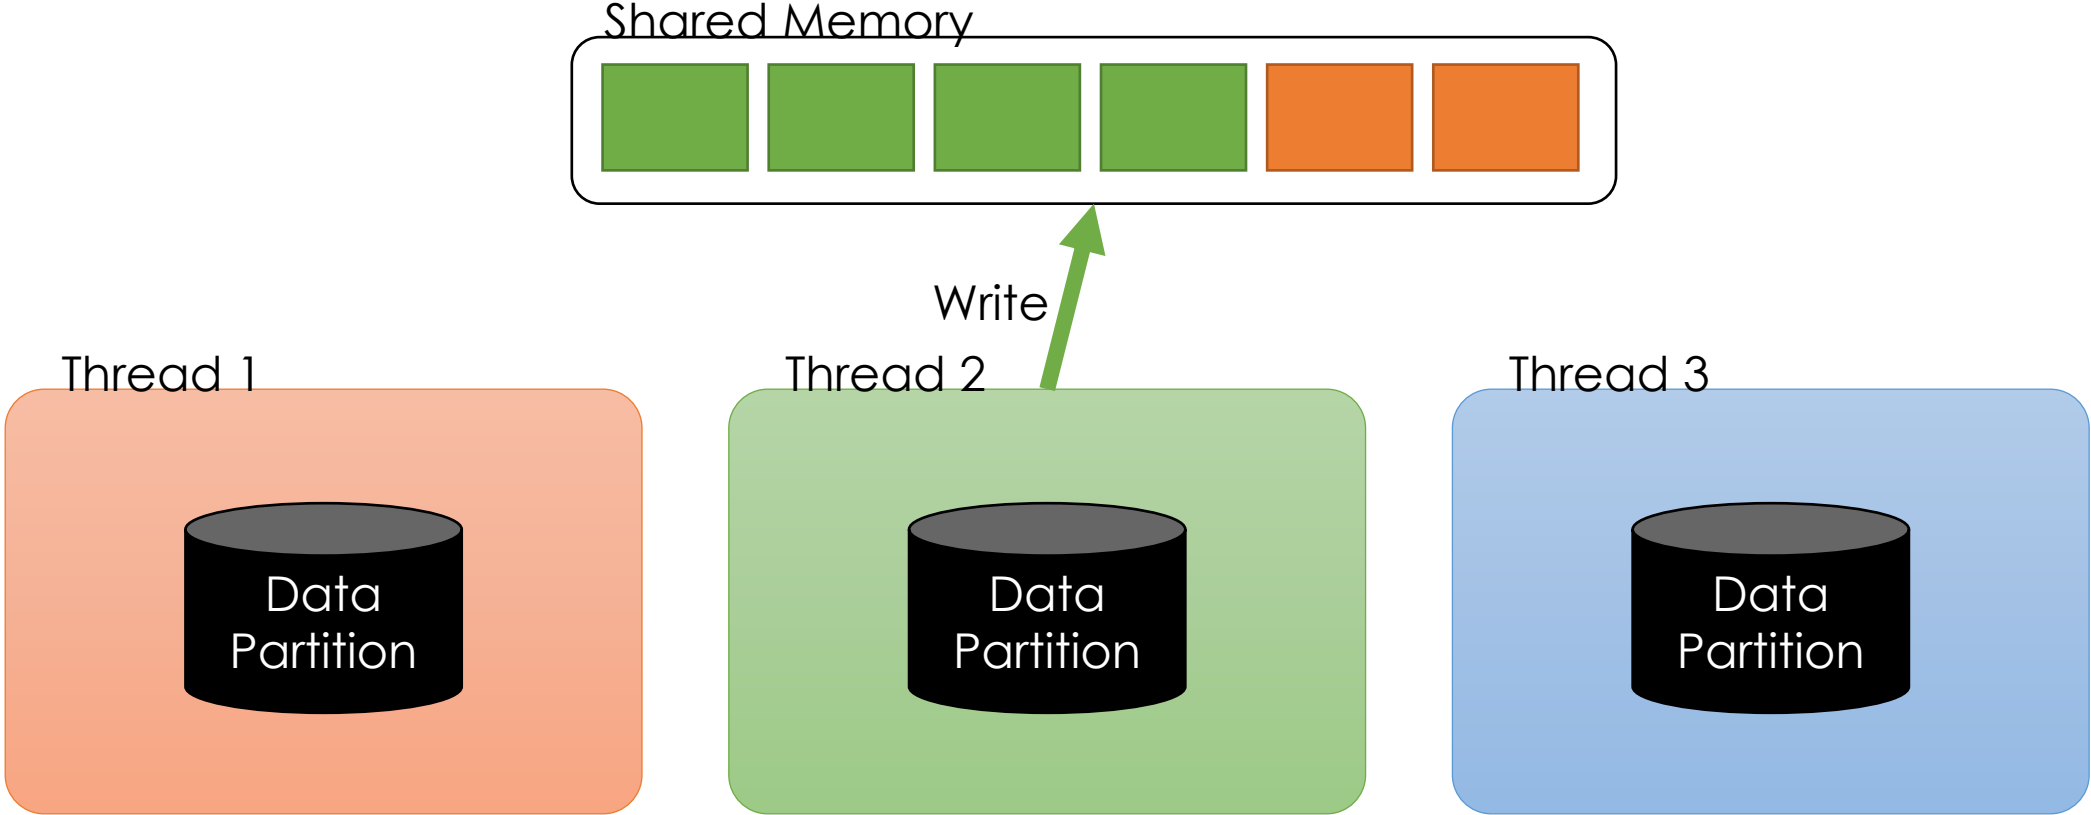 Shared Memory
Write
Thread 1
Thread 2
Thread 3
Data
Partition
Data
Partition
Data
Partition